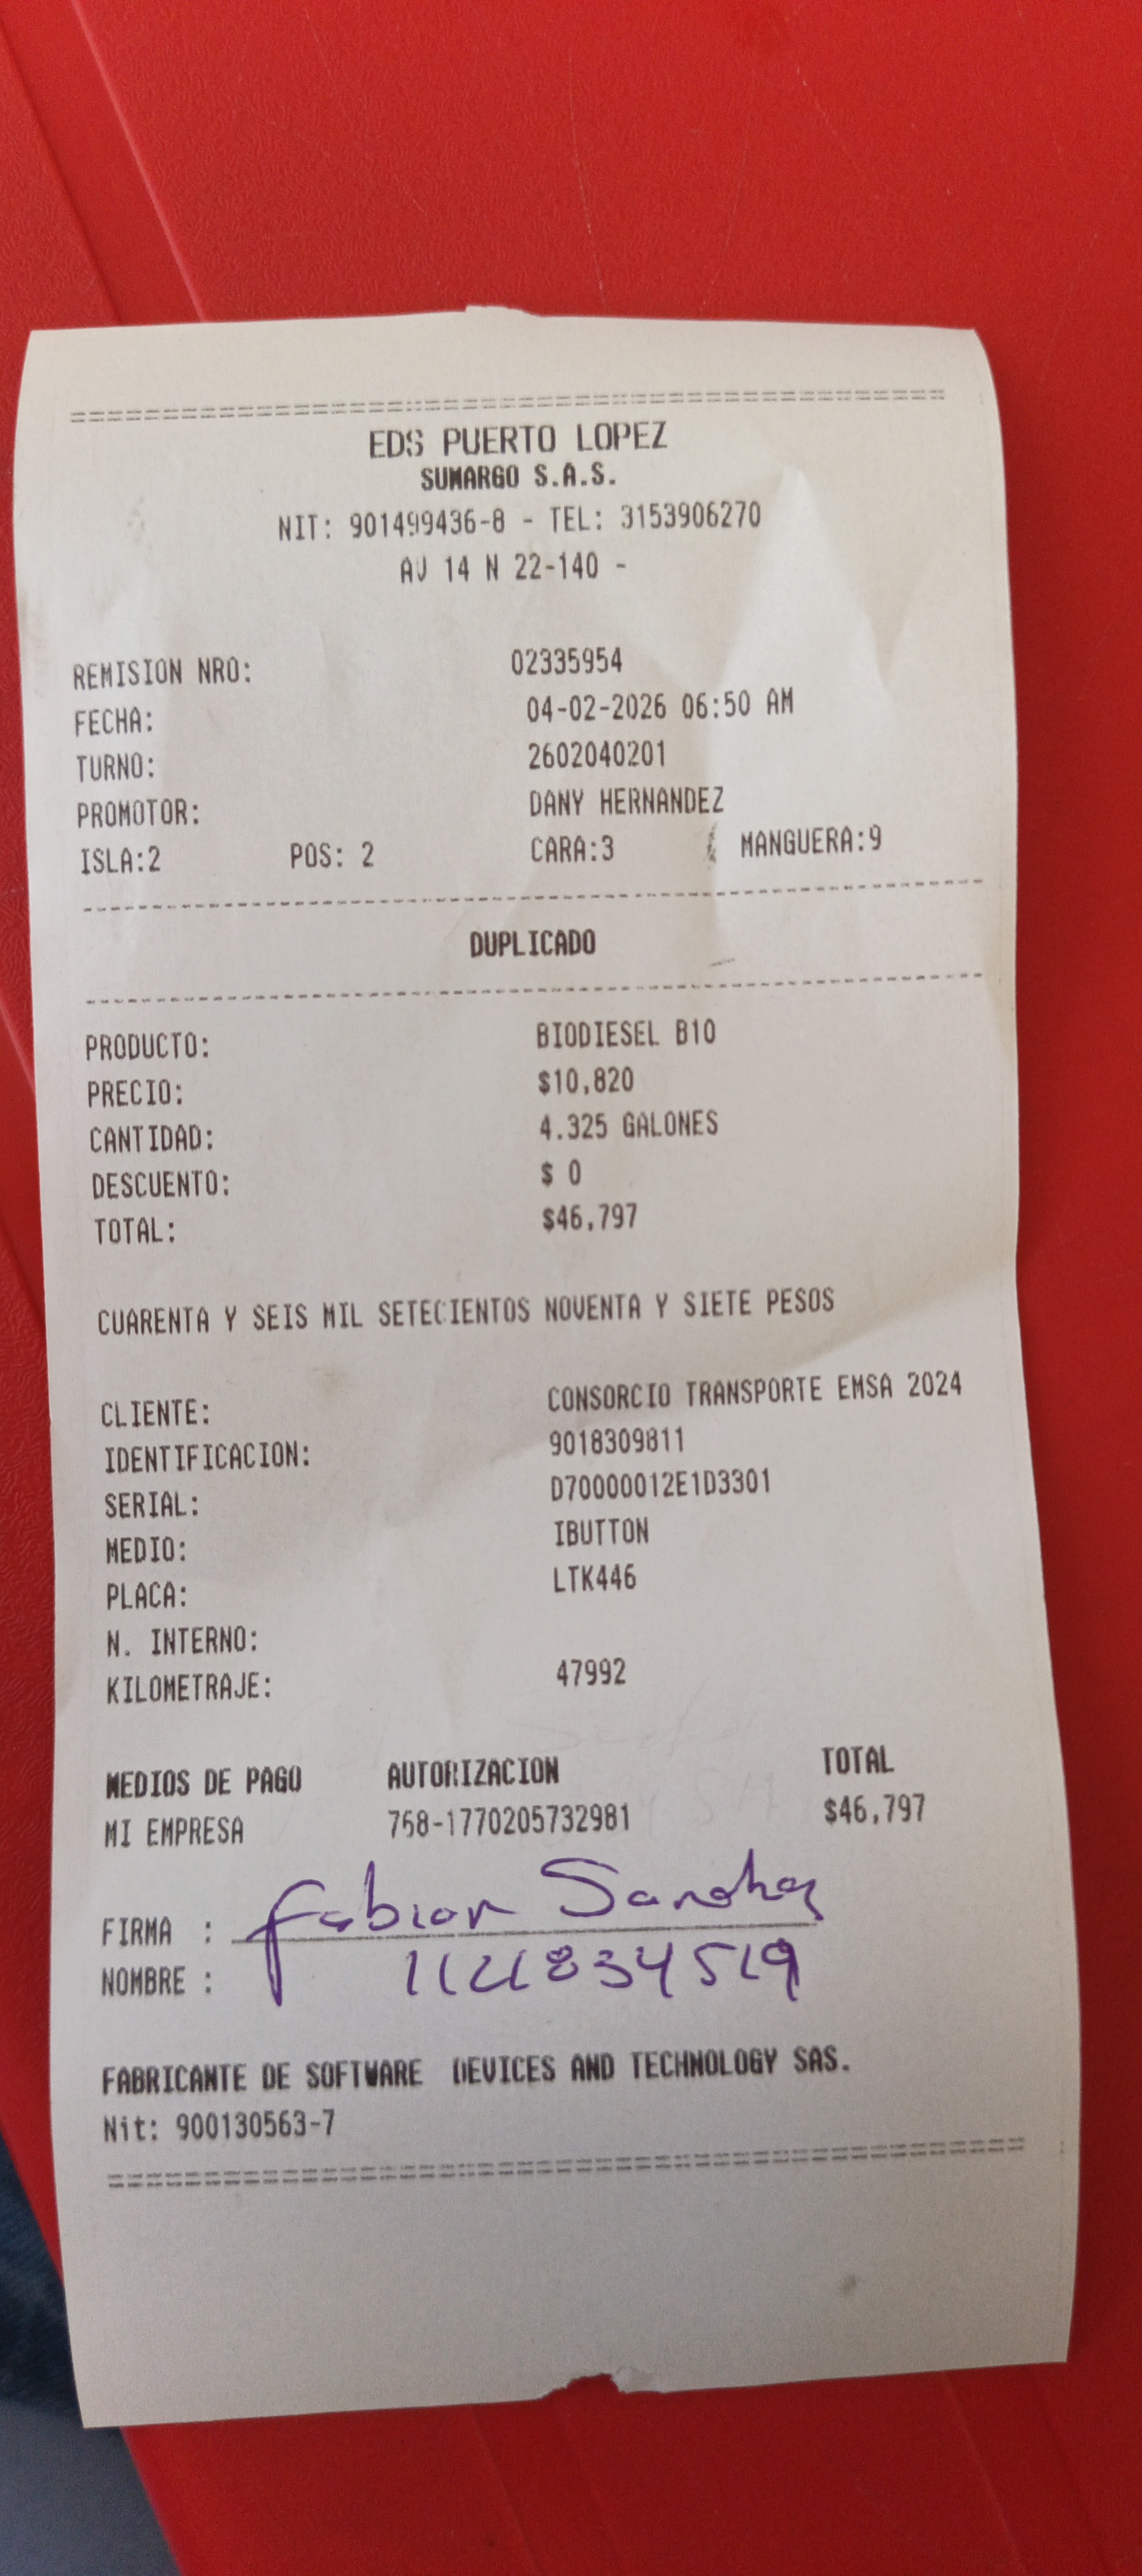 EDS PUERTO LOPEZ
SUMARGO S.A.S.
NIT: 901499436-8 - TEL: 3153906270
AV 14 N 22-140 -
REMISION NRO: 02335954
FECHA: 04-02-2026 06:50 AM
TURNO: 2602040201
PROMOTOR: DANY HERNANDEZ
ISLA:2 POS: 2 CARA:3 MANGUERA:9
DUPLICADO
PRODUCTO: BIODIESEL B10
PRECIO: $10,820
CANTIDAD: 4.325 GALONES
DESCUENTO: $ 0
TOTAL: $46,797
CUARENTA Y SEIS MIL SETECIENTOS NOVENTA Y SIETE PESOS
CLIENTE: CONSORCIO TRANSPORTE EMSA 2024
IDENTIFICACION: 9018309811
SERIAL: D70000012E1D3301
MEDIO: IBUTTON
PLACA: LTK446
N. INTERNO:
KILOMETRAJE: 47992
MEDIOS DE PAGO AUTORIZACION TOTAL
MI EMPRESA 768-1770205732981 $46,797
FIRMA : Fabian Sanchez
NOMBRE : 1121834519
FABRICANTE DE SOFTWARE DEVICES AND TECHNOLOGY SAS.
Nit: 900130563-7